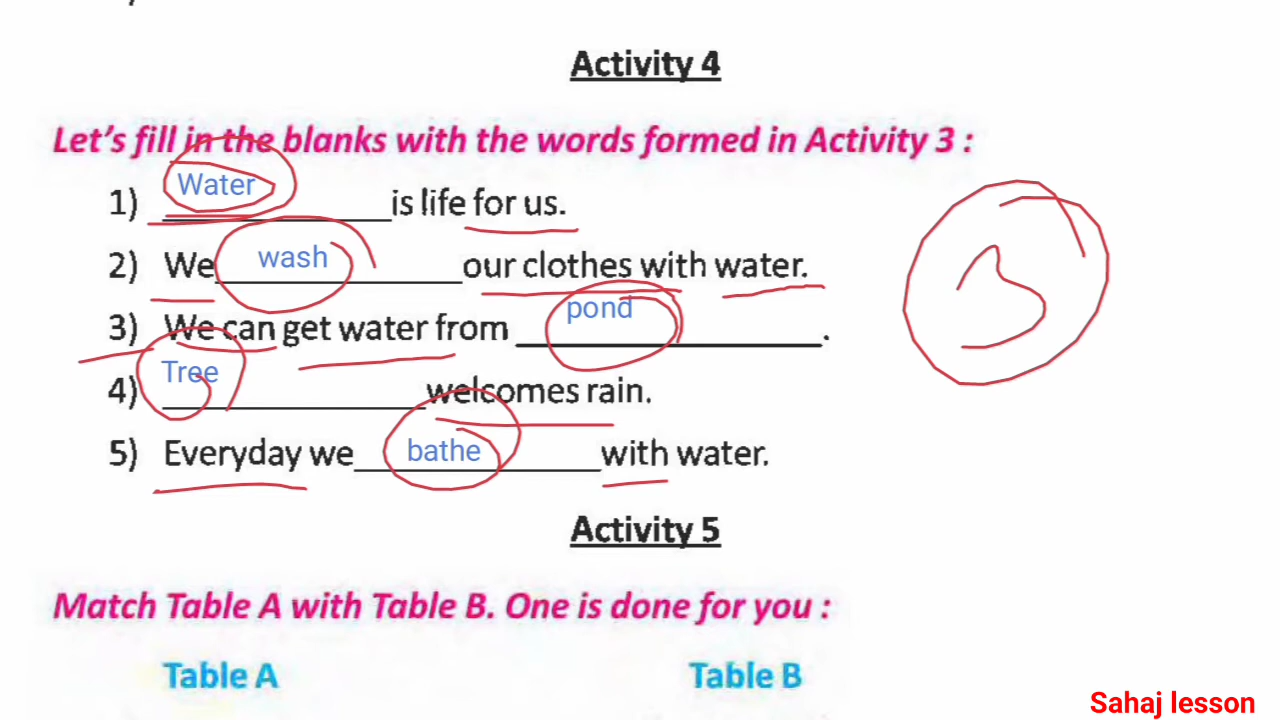 Activity 4
Let's fill in the blanks with the words formed in Activity 3 :
1) Water is life for us.
2) We wash our clothes with water.
3) We can get water from pond.
4) Tree welcomes rain.
5) Everyday we bathe with water.
3
Activity 5
Match Table A with Table B. One is done for you :
Table A Table B
Sahaj lesson